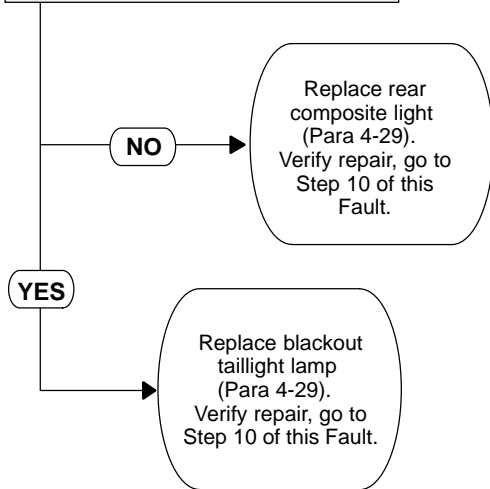 NO
Replace rear
composite light
(Para 4-29).
Verify repair, go to
Step 10 of this
Fault.
YES
Replace blackout
taillight lamp
(Para 4-29).
Verify repair, go to
Step 10 of this Fault.